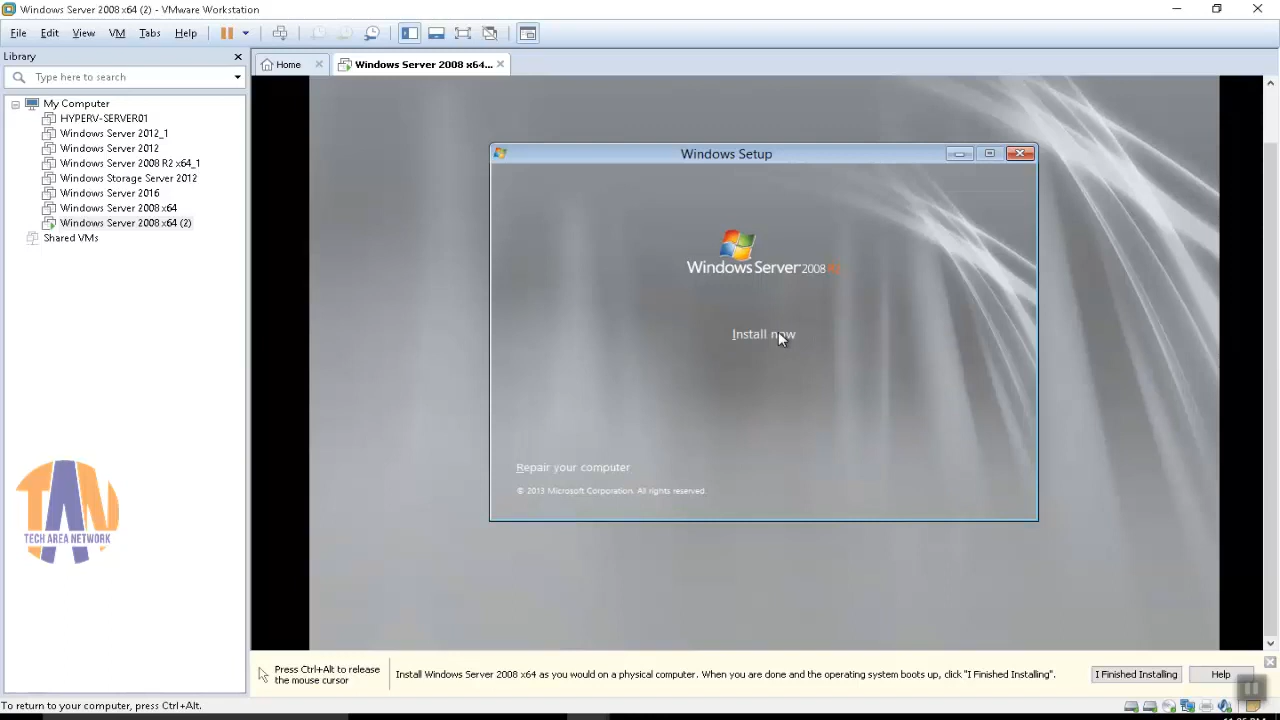 Windows Server 2008 x64 (2) - VMware Workstation
File Edit View VM Tabs Help
Library
Type here to search
My Computer
HYPERV-SERVER01
Windows Server 2012_1
Windows Server 2012
Windows Server 2008 R2 x64_1
Windows Storage Server 2012
Windows Server 2016
Windows Server 2008 x64
Windows Server 2008 x64 (2)
Shared VMs
TAN
TECH AREA NETWORK
Home
Windows Server 2008 x64...
Windows Setup
Windows Server 2008 R2
Install now
Repair your computer
© 2013 Microsoft Corporation. All rights reserved.
Press Ctrl+Alt to release
the mouse cursor
Install Windows Server 2008 x64 as you would on a physical computer. When you are done and the operating system boots up, click "I Finished Installing".
I Finished Installing
Help
To return to your computer, press Ctrl+Alt.